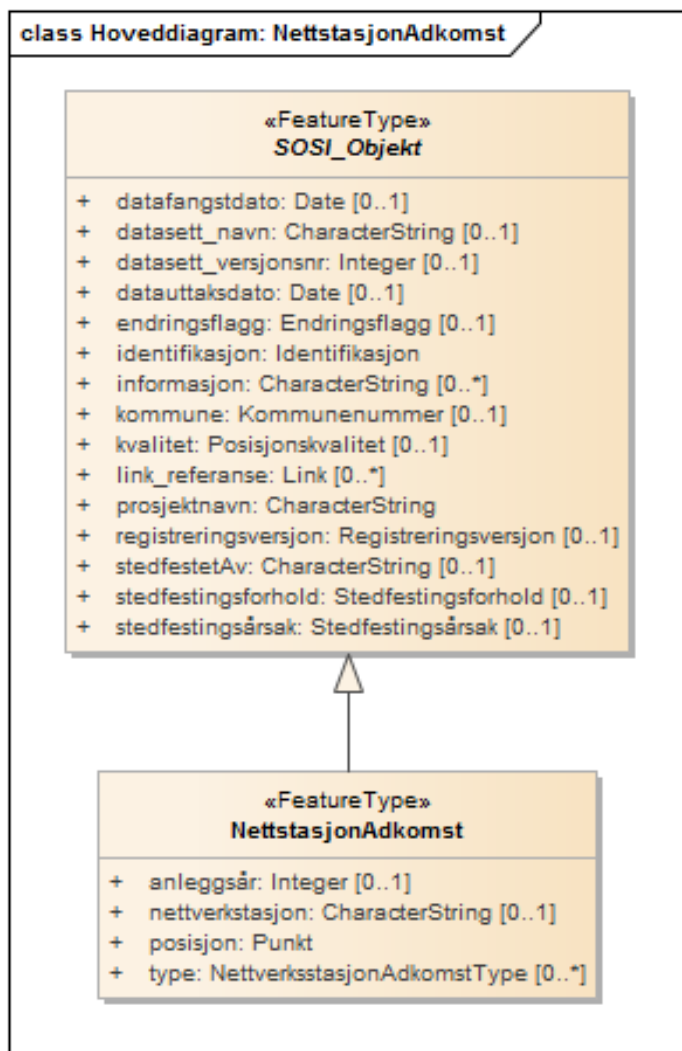 class Hoveddiagram: NettstasjonAdkomst
«FeatureType»
SOSI_Objekt
+ datafangstdato: Date [0..1]
+ datasett_navn: CharacterString [0..1]
+ datasett_versjonsnr: Integer [0..1]
+ datauttaksdato: Date [0..1]
+ endringsflagg: Endringsflagg [0..1]
+ identifikasjon: Identifikasjon
+ informasjon: CharacterString [0..*]
+ kommune: Kommunenummer [0..1]
+ kvalitet: Posisjonskvalitet [0..1]
+ link_referanse: Link [0..*]
+ prosjektnavn: CharacterString
+ registreringsversjon: Registreringsversjon [0..1]
+ stedfestetAv: CharacterString [0..1]
+ stedfestingsforhold: Stedfestingsforhold [0..1]
+ stedfestingsårsak: Stedfestingsårsak [0..1]
«FeatureType»
NettstasjonAdkomst
+ anleggsår: Integer [0..1]
+ nettverkstasjon: CharacterString [0..1]
+ posisjon: Punkt
+ type: NettverksstasjonAdkomstType [0..*]